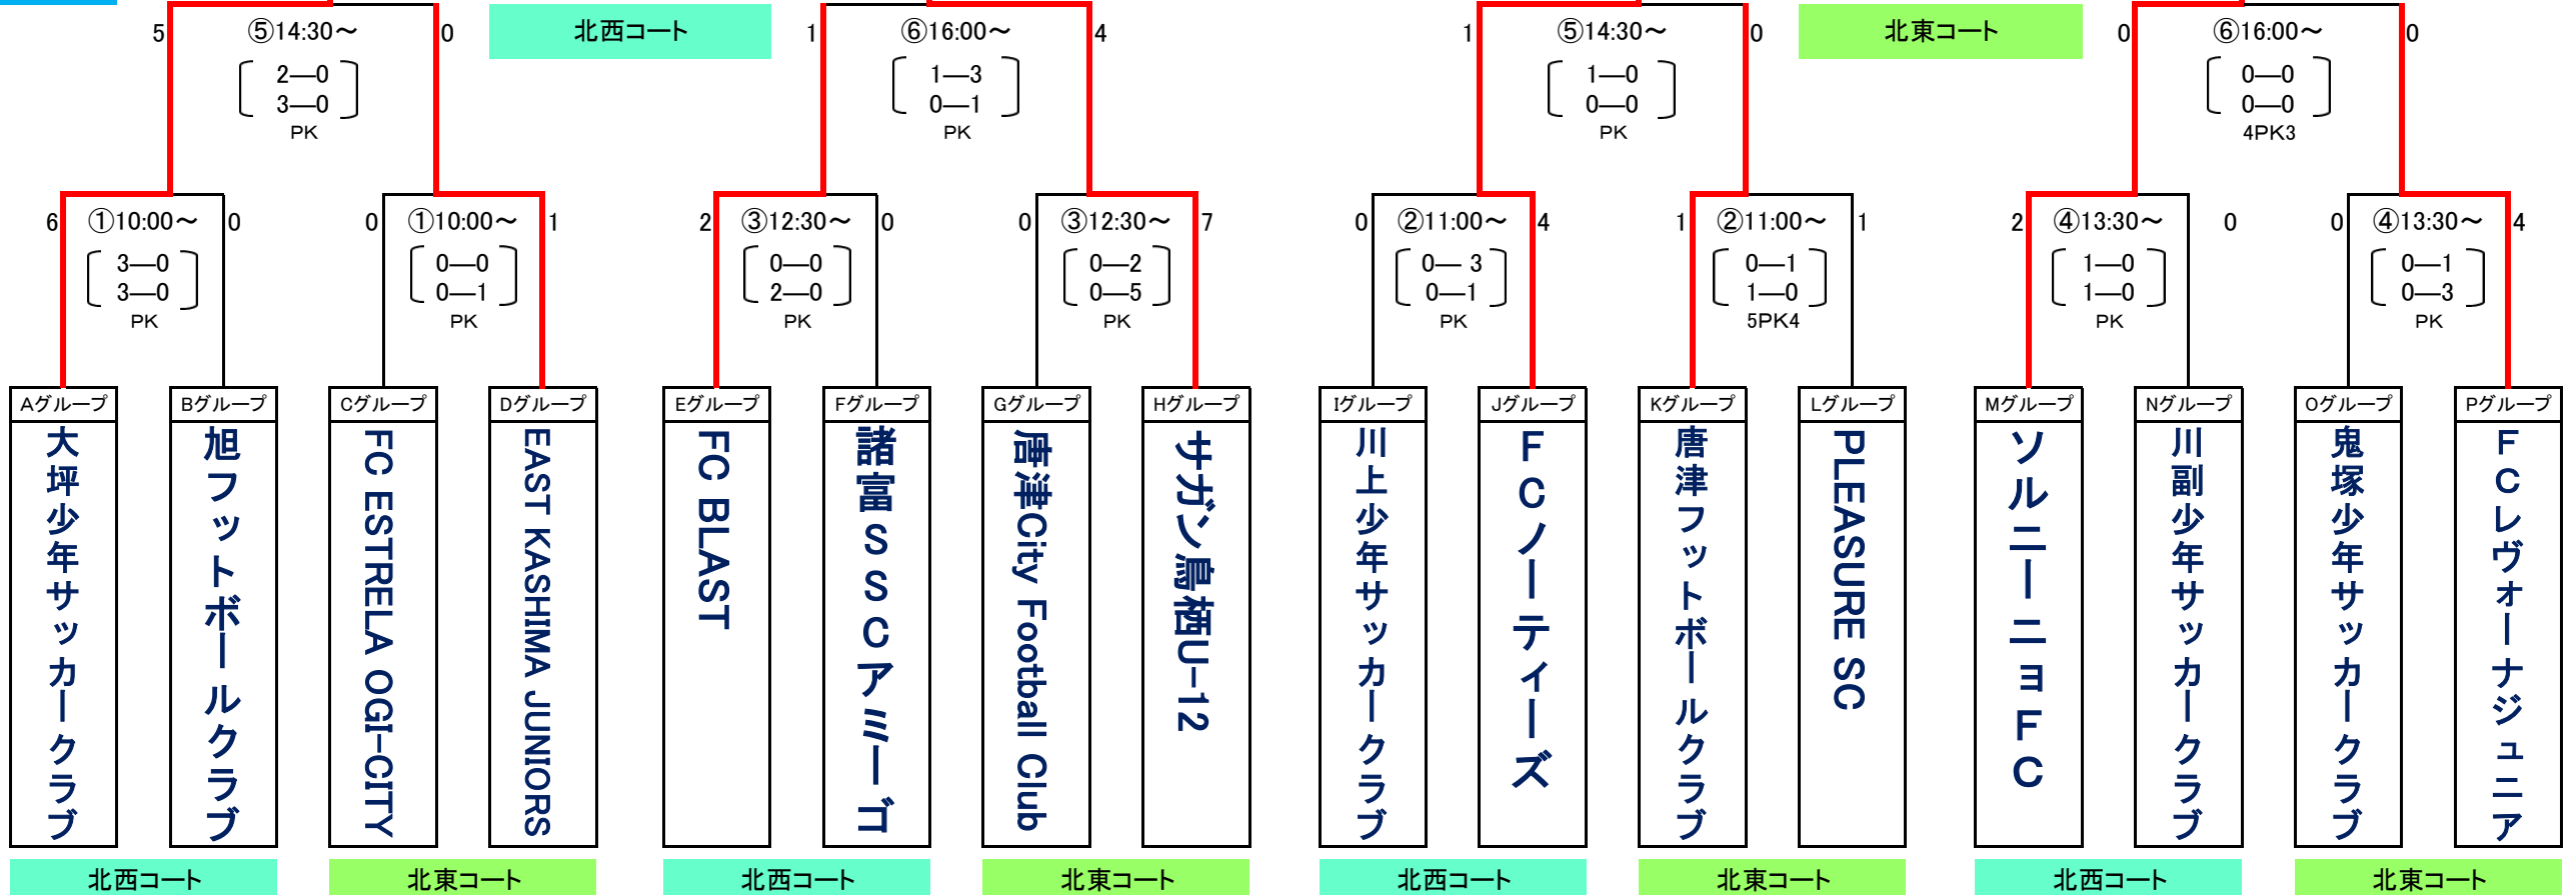 5 ⑤14:30～ 0 北西コート 1 ⑥16:00～ 4 1 ⑤14:30～ 0 北東コート 0 ⑥16:00～ 0
2―0 1―3 1―0 0―0
3―0 0―1 0―0 0―0
PK PK PK 4PK3
6 ①10:00～ 0 0 ①10:00～ 1 2 ③12:30～ 0 0 ③12:30～ 7 0 ②11:00～ 4 1 ②11:00～ 1 2 ④13:30～ 0 0 ④13:30～ 4
3―0 0―0 0―0 0―2 0― 3 0―1 1―0 0―1
3―0 0―1 2―0 0―5 0―1 1―0 1―0 0―3
PK PK PK PK PK 5PK4 PK PK
Aグループ Bグループ Cグループ Dグループ Eグループ Fグループ Gグループ Hグループ Iグループ Jグループ Kグループ Lグループ Mグループ Nグループ Oグループ Pグループ
大坪少年サッカークラブ
旭フットボールクラブ
FC ESTRELA OGI-CITY
EAST KASHIMA JUNIORS
FC BLAST
諸富ＳＳＣアミーゴ
唐津City Football Club
サガン鳥栖U-12
川上少年サッカークラブ
ＦＣノーティーズ
唐津フットボールクラブ
PLEASURE SC
ソルニーニョＦＣ
川副少年サッカークラブ
鬼塚少年サッカークラブ
ＦＣレヴォーナジュニア
北西コート 北東コート 北西コート 北東コート 北西コート 北東コート 北西コート 北東コート